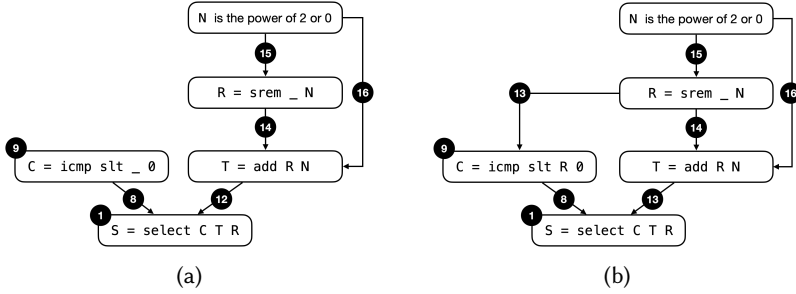 N is the power of 2 or 0
15
R = srem _ N
16
14
9
C = icmp slt _ 0
T = add R N
8
12
1
S = select C T R
(a)
N is the power of 2 or 0
15
13
R = srem _ N
16
14
9
C = icmp slt R 0
T = add R N
8
13
1
S = select C T R
(b)